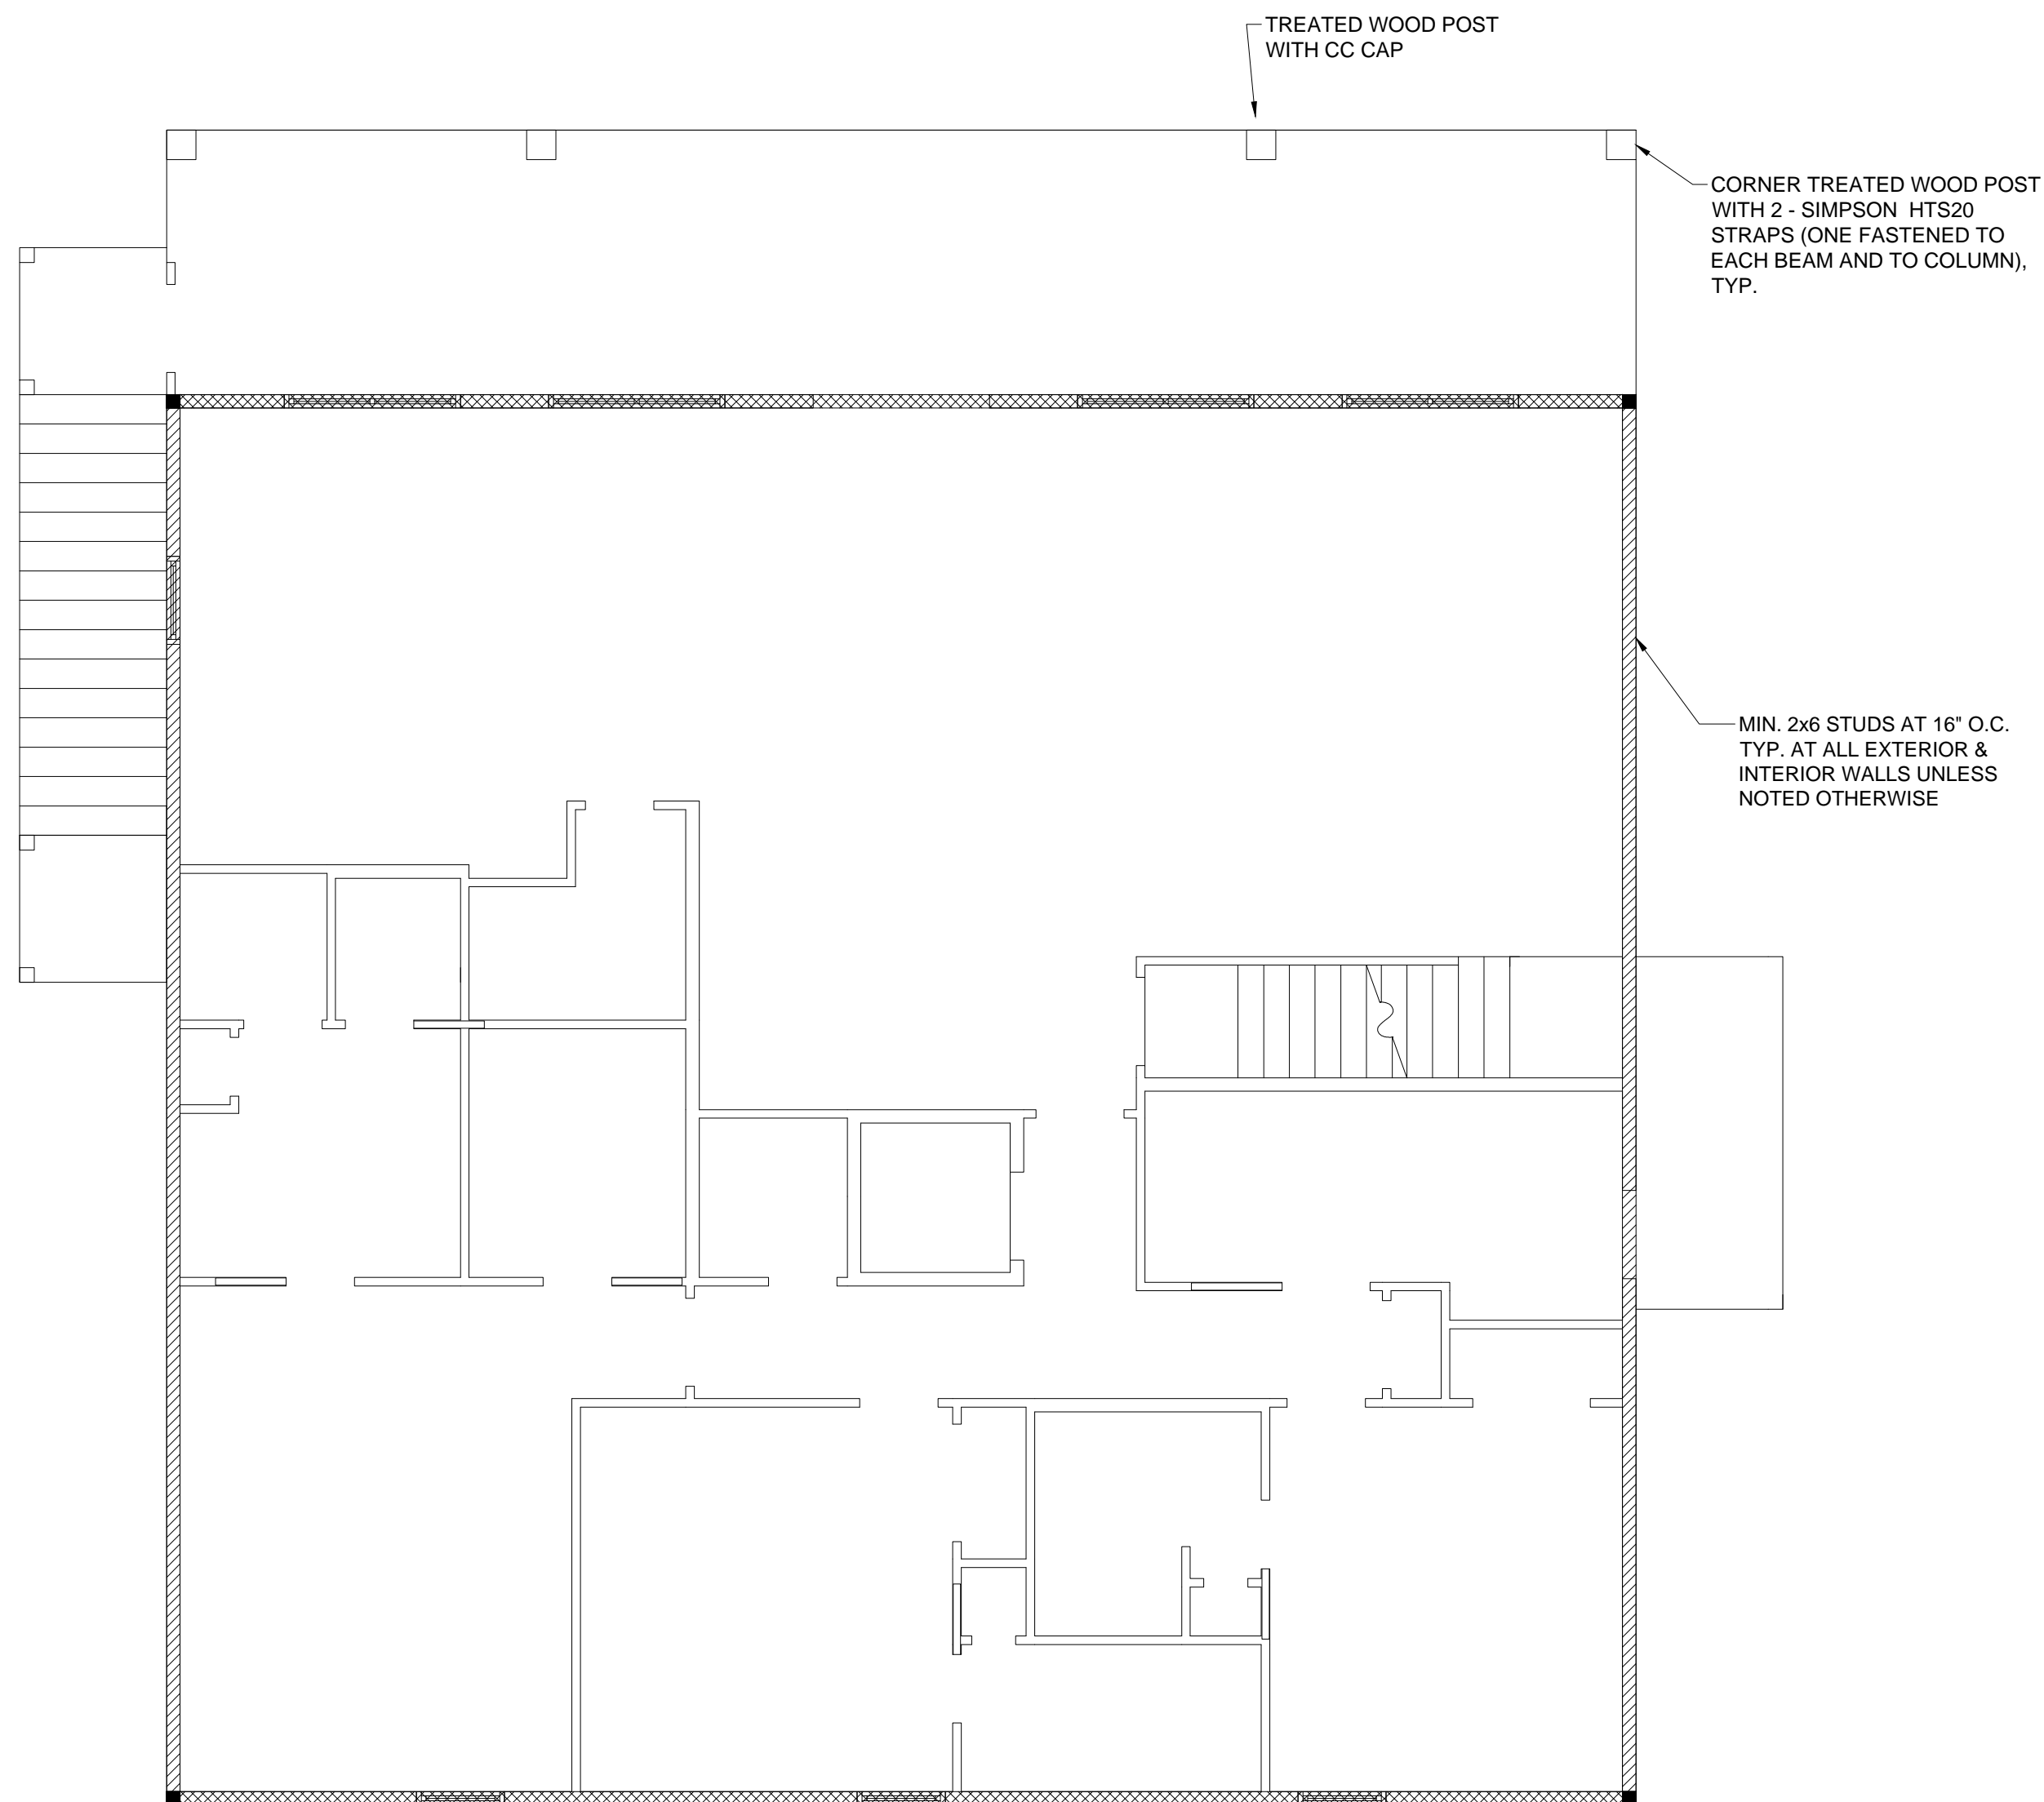 TREATED WOOD POST
WITH CC CAP
CORNER TREATED WOOD POST
WITH 2 - SIMPSON HTS20
STRAPS (ONE FASTENED TO
EACH BEAM AND TO COLUMN),
TYP.
MIN. 2x6 STUDS AT 16" O.C.
TYP. AT ALL EXTERIOR &
INTERIOR WALLS UNLESS
NOTED OTHERWISE